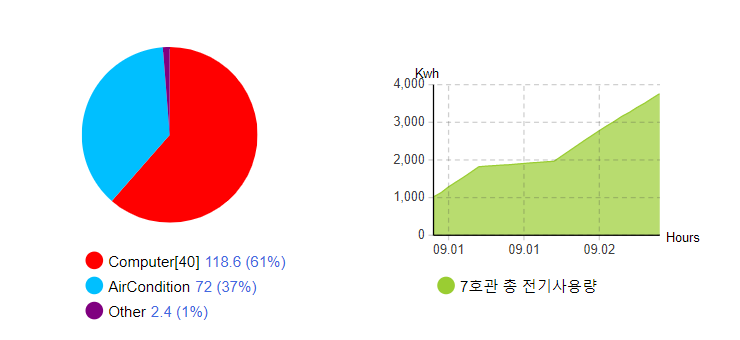 Computer[40] 118.6 (61%)
AirCondition 72 (37%)
Other 2.4 (1%)
Kwh
4,000
3,000
2,000
1,000
0
09.01
09.01
09.02
Hours
7호관 총 전기사용량